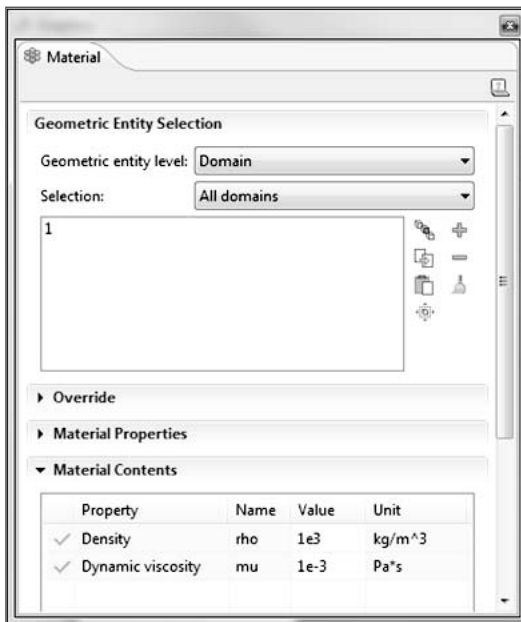 Material
Geometric Entity Selection
Geometric entity level: Domain
Selection: All domains
1
Override
Material Properties
Material Contents
Property Name Value Unit
Density rho 1e3 kg/m^3
Dynamic viscosity mu 1e-3 Pa*s